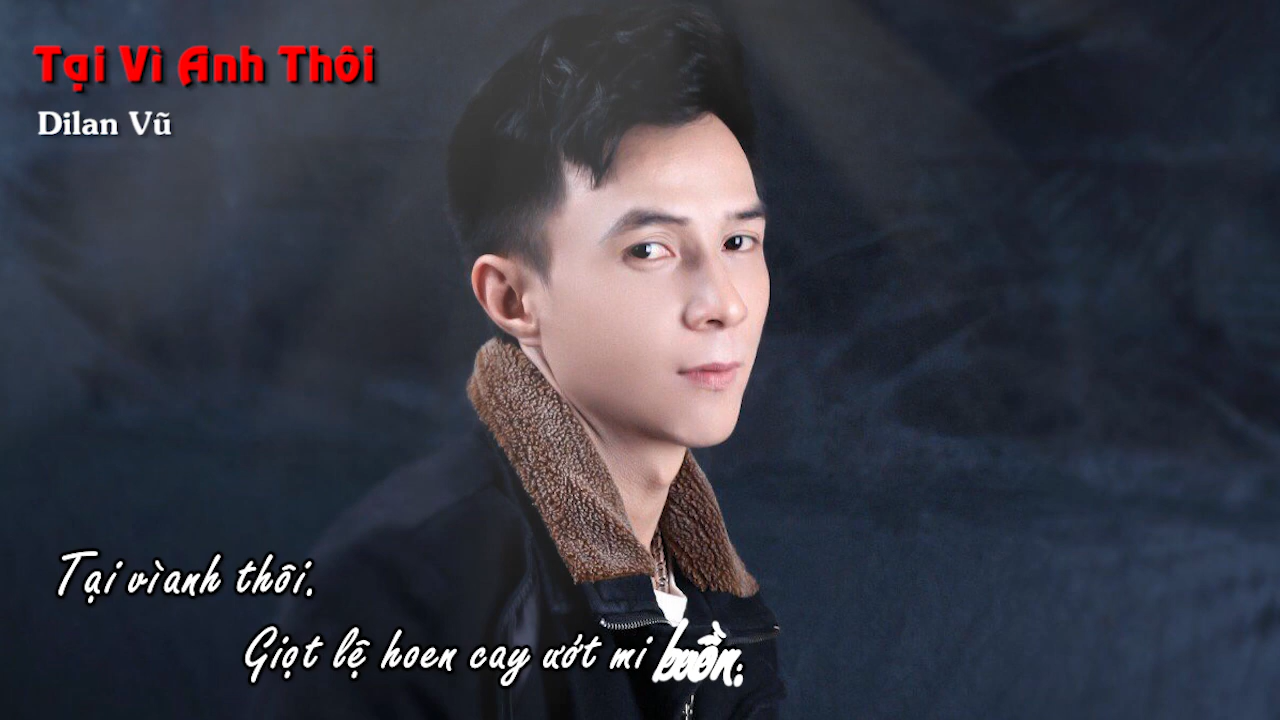 Tại Vì Anh Thôi
Dilan Vũ
Tại vìanh thôi.
Giọt lệ hoen cay ướt mi buồn.